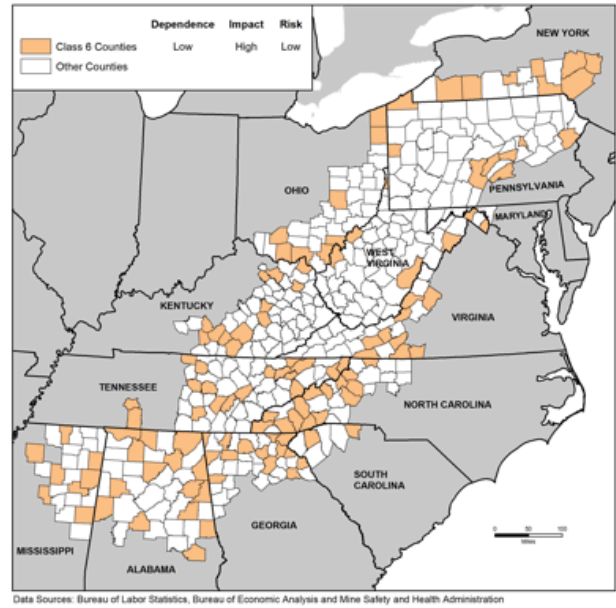 Dependence Impact Risk
Class 6 Counties Low High Low
Other Counties
NEW YORK
PENNSYLVANIA
OHIO
MARYLAND
WEST
VIRGINIA
KENTUCKY
VIRGINIA
TENNESSEE
NORTH CAROLINA
SOUTH
CAROLINA
GEORGIA
MISSISSIPPI
ALABAMA
0 50 100
Miles
Data Sources: Bureau of Labor Statistics, Bureau of Economic Analysis and Mine Safety and Health Administration